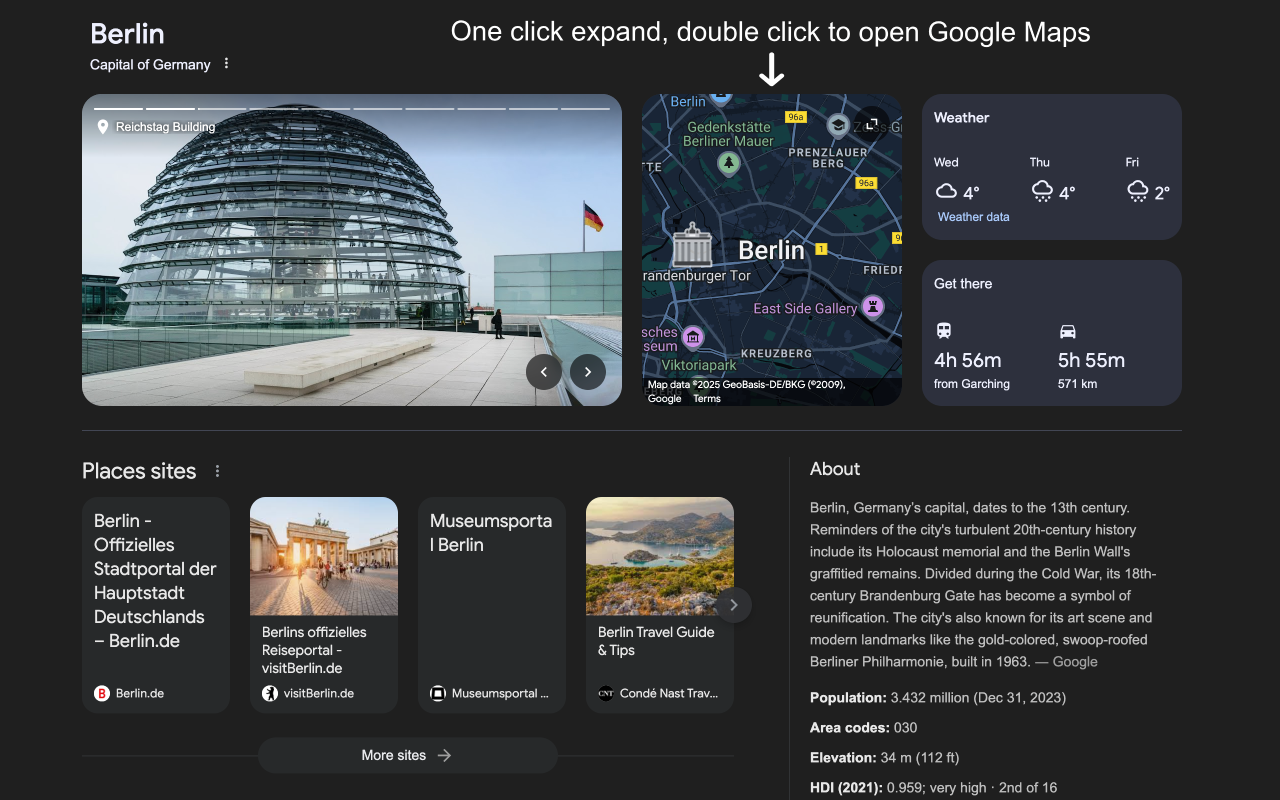 Berlin
Capital of Germany
One click expand, double click to open Google Maps
Reichstag Building
Berlin
96a
Gedenkstätte
Berliner Mauer
PRENZLAUER
BERG
96a
Berlin
1
randenburger Tor
FRIEDR
East Side Gallery
sches
seum
KREUZBERG
Viktoriapark
Map data ©2025 GeoBasis-DE/BKG (©2009),
Google Terms
Weather
Wed Thu Fri
4° 4° 2°
Weather data
Get there
4h 56m 5h 55m
from Garching 571 km
Places sites
Berlin -
Offizielles
Stadtportal der
Hauptstadt
Deutschlands
– Berlin.de
B Berlin.de
Berlins offizielles
Reiseportal -
visitBerlin.de
visitBerlin.de
Museumsporta
l Berlin
Museumsportal ...
Berlin Travel Guide
& Tips
CNT Condé Nast Trav...
More sites
About
Berlin, Germany's capital, dates to the 13th century.
Reminders of the city's turbulent 20th-century history
include its Holocaust memorial and the Berlin Wall's
graffitied remains. Divided during the Cold War, its 18th-
century Brandenburg Gate has become a symbol of
reunification. The city's also known for its art scene and
modern landmarks like the gold-colored, swoop-roofed
Berliner Philharmonie, built in 1963. — Google
Population: 3.432 million (Dec 31, 2023)
Area codes: 030
Elevation: 34 m (112 ft)
HDI (2021): 0.959; very high · 2nd of 16